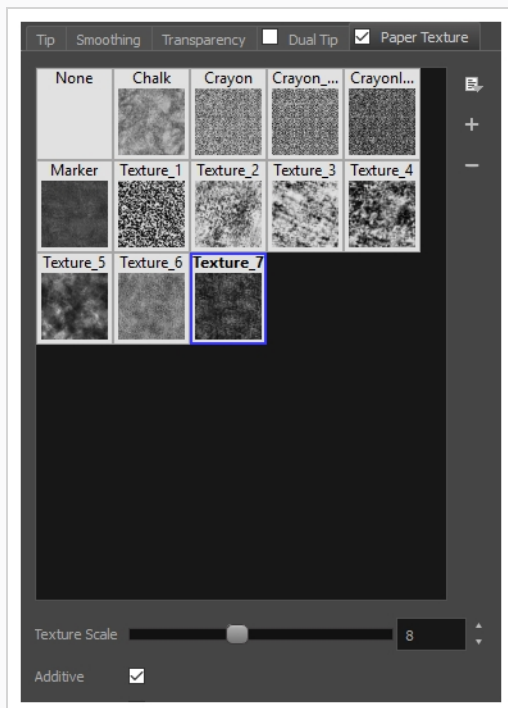 Tip Smoothing Transparency Dual Tip Paper Texture
None Chalk Crayon Crayon_... Crayonl...
Marker Texture_1 Texture_2 Texture_3 Texture_4
Texture_5 Texture_6 Texture_7
Texture Scale 8
Additive